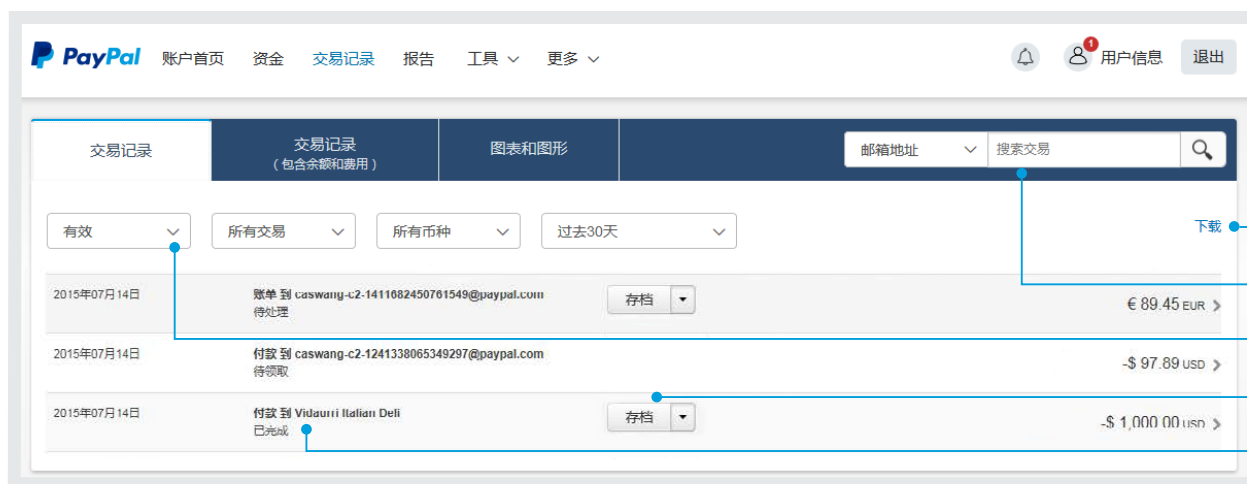 PayPal 账户首页 资金 交易记录 报告 工具 更多 1 用户信息 退出
交易记录
交易记录
(包含余额和费用)
图表和图形
邮箱地址 搜索交易
有效 所有交易 所有币种 过去30天 下载
2015年07月14日 账单 到 caswang-c2-1411682450761549@paypal.com 存档 € 89.45 EUR
待处理
2015年07月14日 付款 到 caswang-c2-1241338065349297@paypal.com -$ 97.89 USD
待领取
2015年07月14日 付款 到 Vidaurri Italian Deli 存档 -$ 1,000.00 USD
已完成